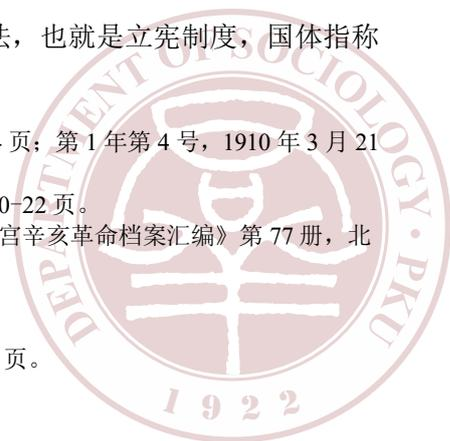 法，也就是立宪制度，国体指称
页；第 1 年第 4 号，1910 年 3 月 21
0-22 页。
宫辛亥革命档案汇编》第 77 册，北
页。
DEPARTMENT OF SOCIOLOGY · PKU
1922